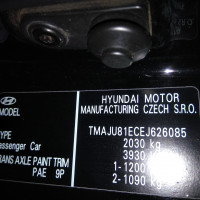 HYUNDAI MOTOR
MODEL MANUFACTURING CZECH S.R.O.
TMAJU81ECEJ626085
TYPE 2030 kg
Passenger Car 3930 kg
TRANS AXLE PAINT TRIM 1-1200
PAE 9P 2-1090 kg